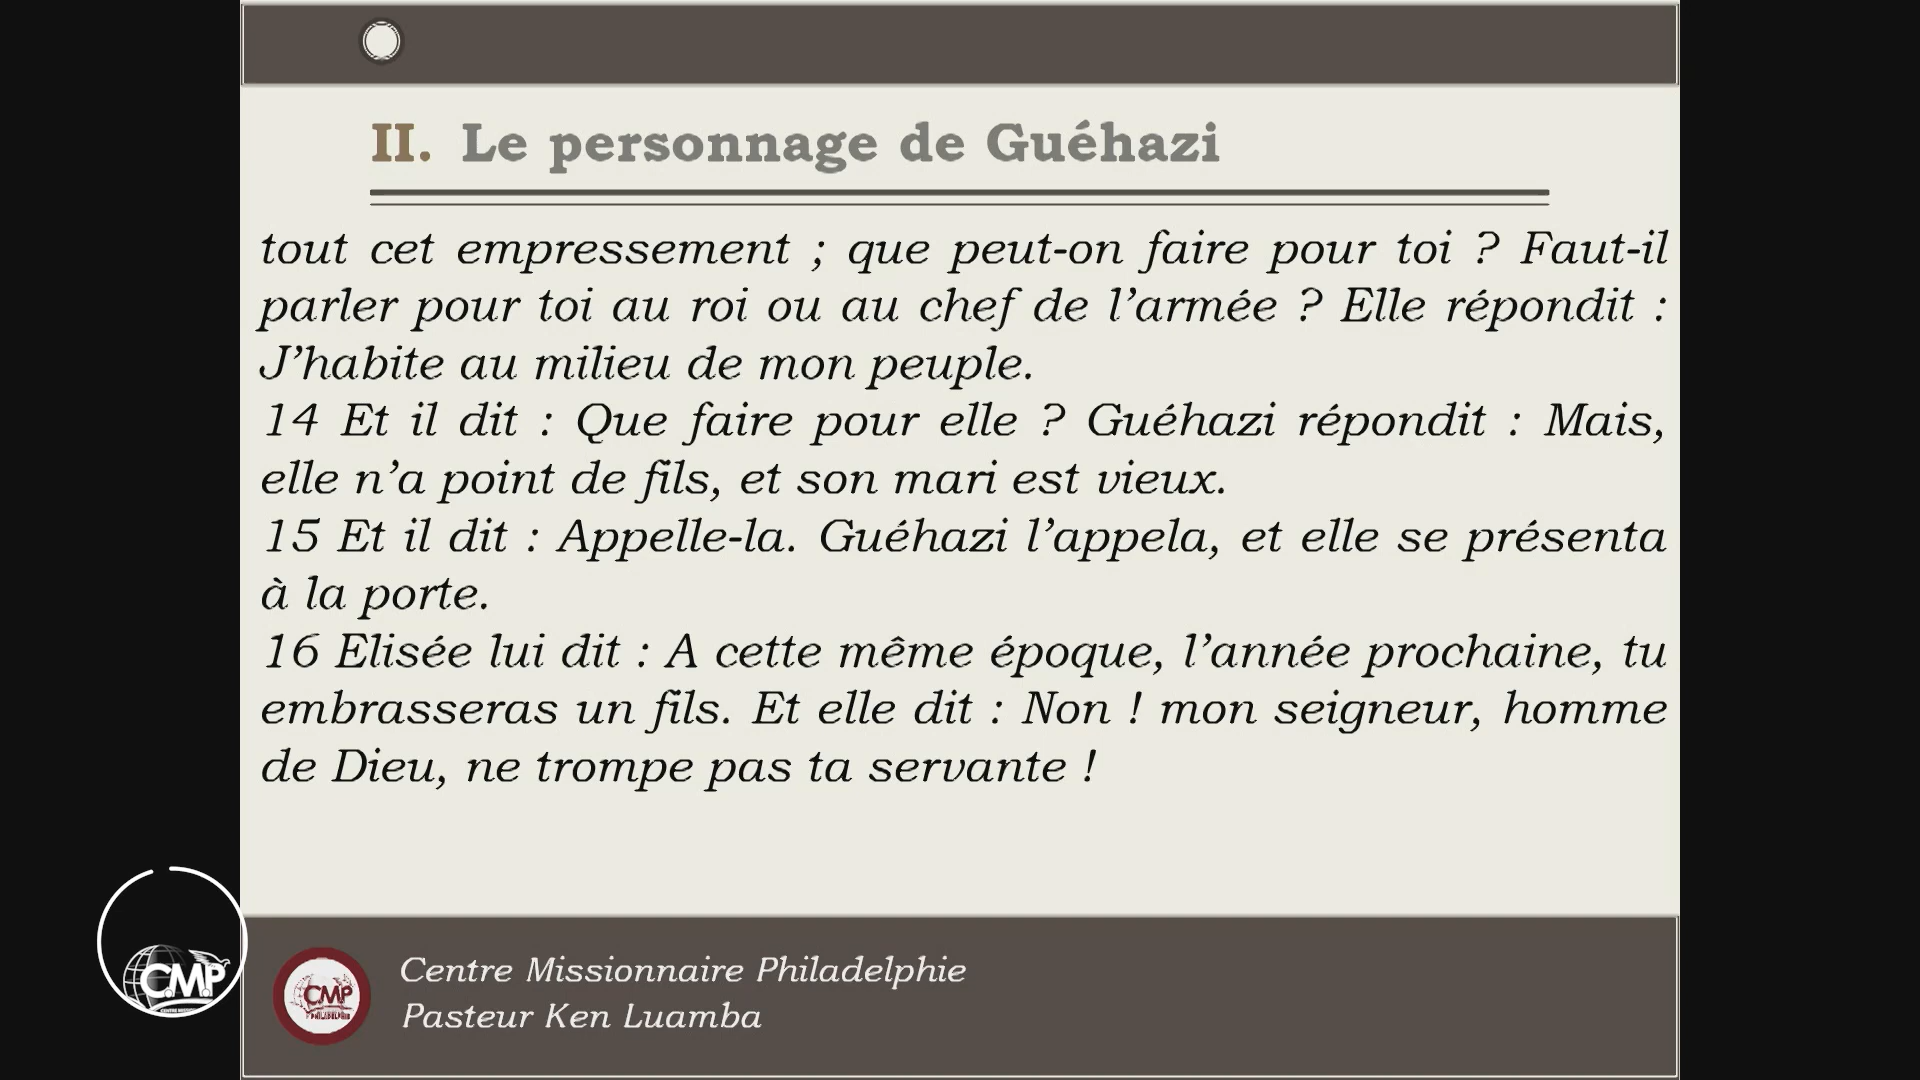 II. Le personnage de Guéhazi
tout cet empressement ; que peut-on faire pour toi ? Faut-il
parler pour toi au roi ou au chef de l’armée ? Elle répondit :
J’habite au milieu de mon peuple.
14 Et il dit : Que faire pour elle ? Guéhazi répondit : Mais,
elle n’a point de fils, et son mari est vieux.
15 Et il dit : Appelle-la. Guéhazi l’appela, et elle se présenta
à la porte.
16 Elisée lui dit : A cette même époque, l’année prochaine, tu
embrasseras un fils. Et elle dit : Non ! mon seigneur, homme
de Dieu, ne trompe pas ta servante !
C.M.P
CMP
PHILADELPHIE
Centre Missionnaire Philadelphie
Pasteur Ken Luamba